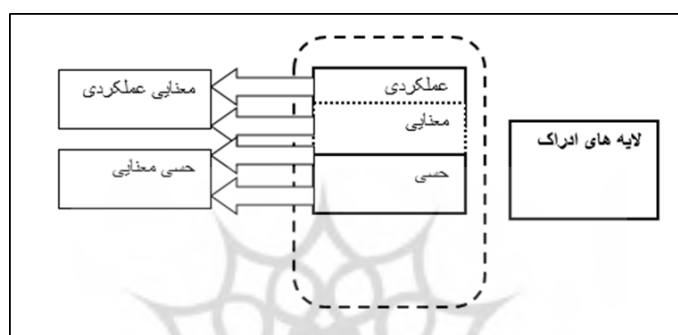 لایه های ادراک
عملکردی
معنایی
حسی
معنایی عملکردی
حسی معنایی